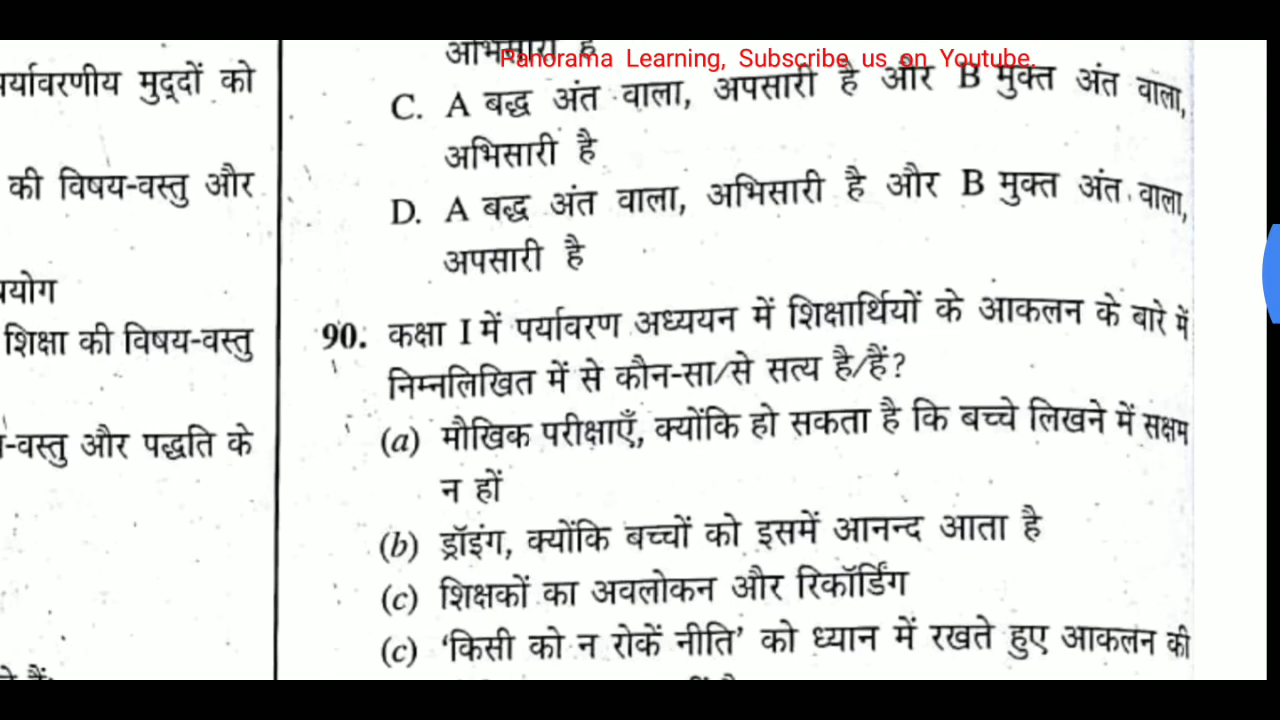 Panorama Learning, Subscribe us on Youtube.
पर्यावरणीय मुद्दों को
की विषय-वस्तु और
शिक्षा की विषय-वस्तु
-वस्तु और पद्धति के
अभिसारी है
C. A बद्ध अंत वाला, अपसारी है और B मुक्त अंत वाला,
अभिसारी है
D. A बद्ध अंत वाला, अभिसारी है और B मुक्त अंत वाला,
अपसारी है
90. कक्षा I में पर्यावरण अध्ययन में शिक्षार्थियों के आकलन के बारे में
निम्नलिखित में से कौन-सा/से सत्य है/हैं?
(a) मौखिक परीक्षाएँ, क्योंकि हो सकता है कि बच्चे लिखने में सक्षम
न हों
(b) ड्रॉइंग, क्योंकि बच्चों को इसमें आनन्द आता है
(c) शिक्षकों का अवलोकन और रिकॉर्डिंग
(c) ‘किसी को न रोकें नीति’ को ध्यान में रखते हुए आकलन की